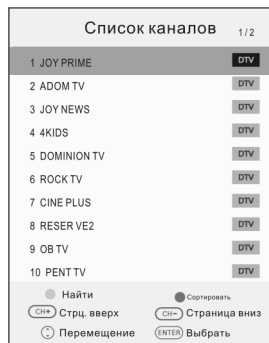 Список каналов 1/2
1 JOY PRIME DTV
2 ADOM TV DTV
3 JOY NEWS DTV
4 4KIDS DTV
5 DOMINION TV DTV
6 ROCK TV DTV
7 CINE PLUS DTV
8 RESER VE2 DTV
9 OB TV DTV
10 PENT TV DTV
Найти Сортировать
CH+ Стрц. вверх CH− Страница вниз
Перемещение ENTER Выбрать